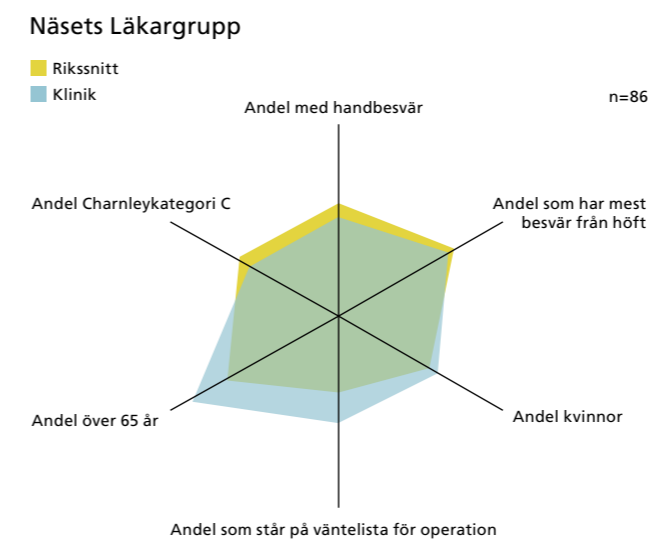 Näsets Läkargrupp
Rikssnitt
Klinik
n=86
Andel med handbesvär
Andel Charnleykategori C
Andel som har mest
besvär från höft
Andel över 65 år
Andel kvinnor
Andel som står på väntelista för operation